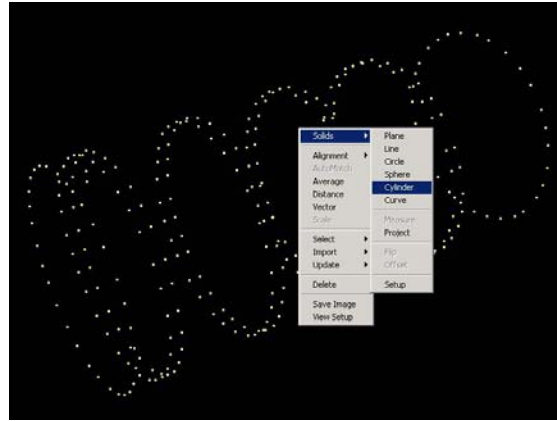 Solids
Alignment
AutoMatch
Average
Distance
Vector
Scale
Select
Import
Update
Delete
Save Image
View Setup
Plane
Line
Circle
Sphere
Cylinder
Curve
Measure
Project
Flip
Offset
Setup